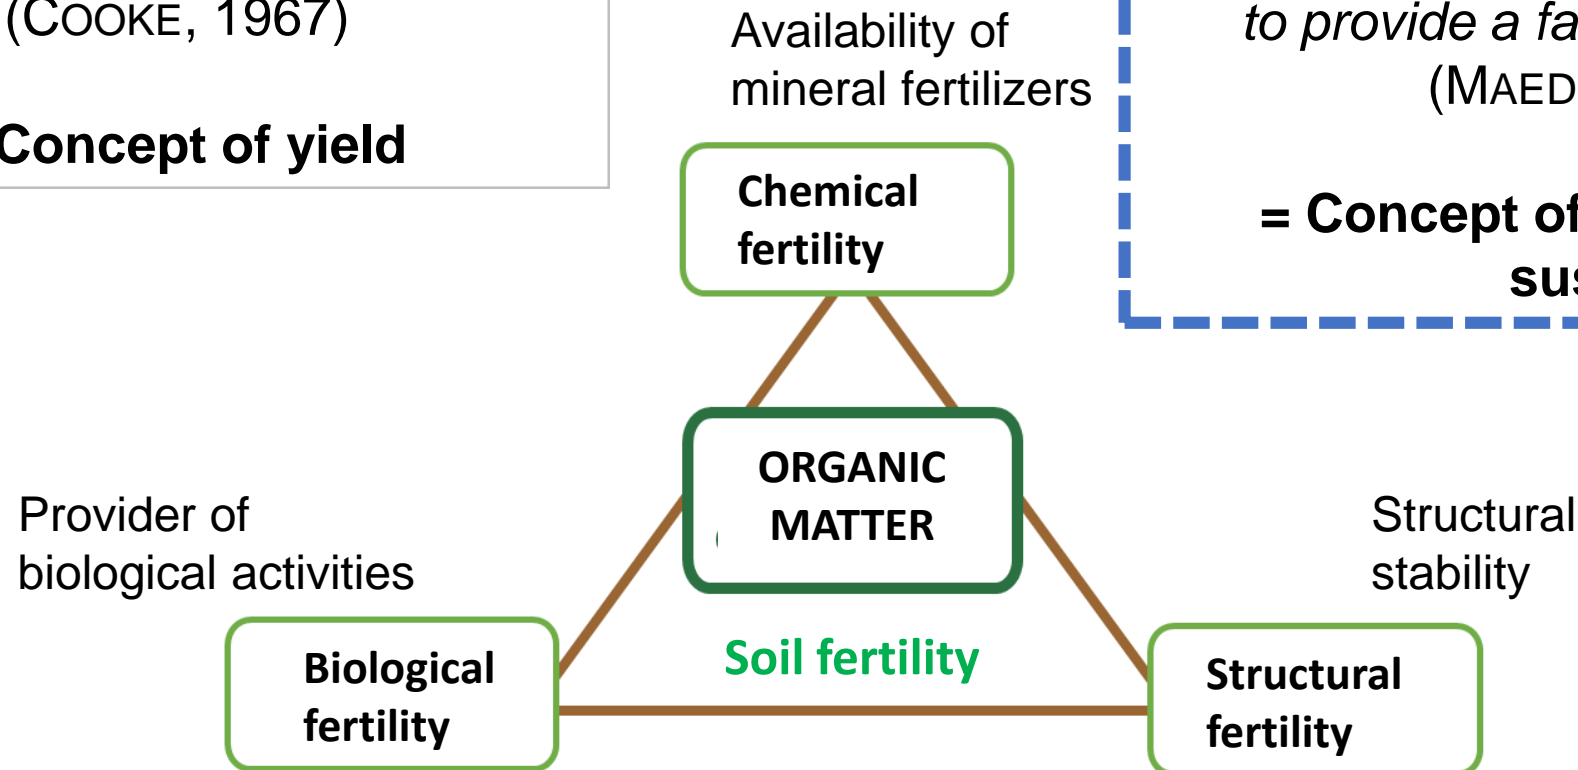 (COOKE, 1967)
Concept of yield
Availability of
mineral fertilizers
to provide a fa
(MAED
= Concept of
sus
Chemical
fertility
ORGANIC
MATTER
Provider of
biological activities
Structural
stability
Soil fertility
Biological
fertility
Structural
fertility